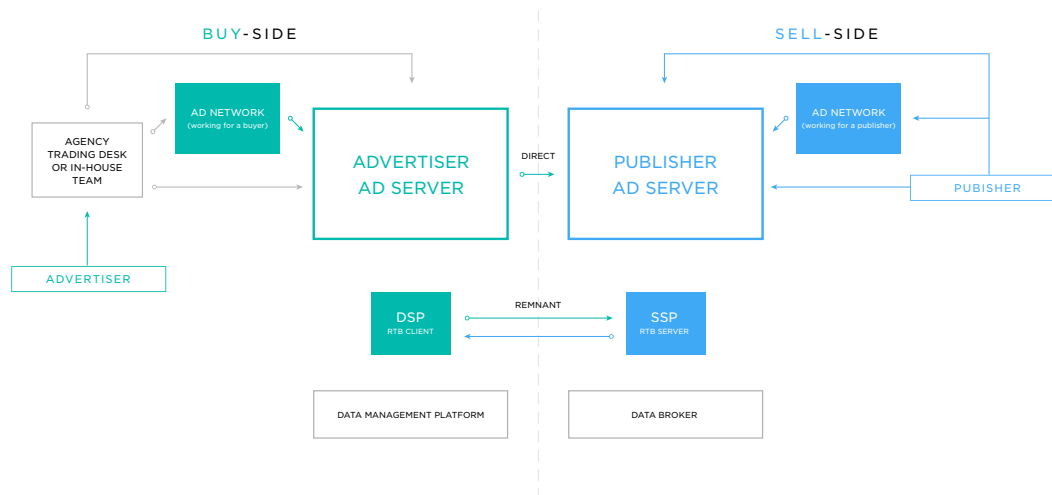 BUY-SIDE
SELL-SIDE
AD NETWORK
(working for a buyer)
AGENCY
TRADING DESK
OR IN-HOUSE
TEAM
ADVERTISER
AD SERVER
DIRECT
PUBLISHER
AD SERVER
AD NETWORK
(working for a publisher)
PUBISHER
ADVERTISER
DSP
RTB CLIENT
REMNANT
SSP
RTB SERVER
DATA MANAGEMENT PLATFORM
DATA BROKER